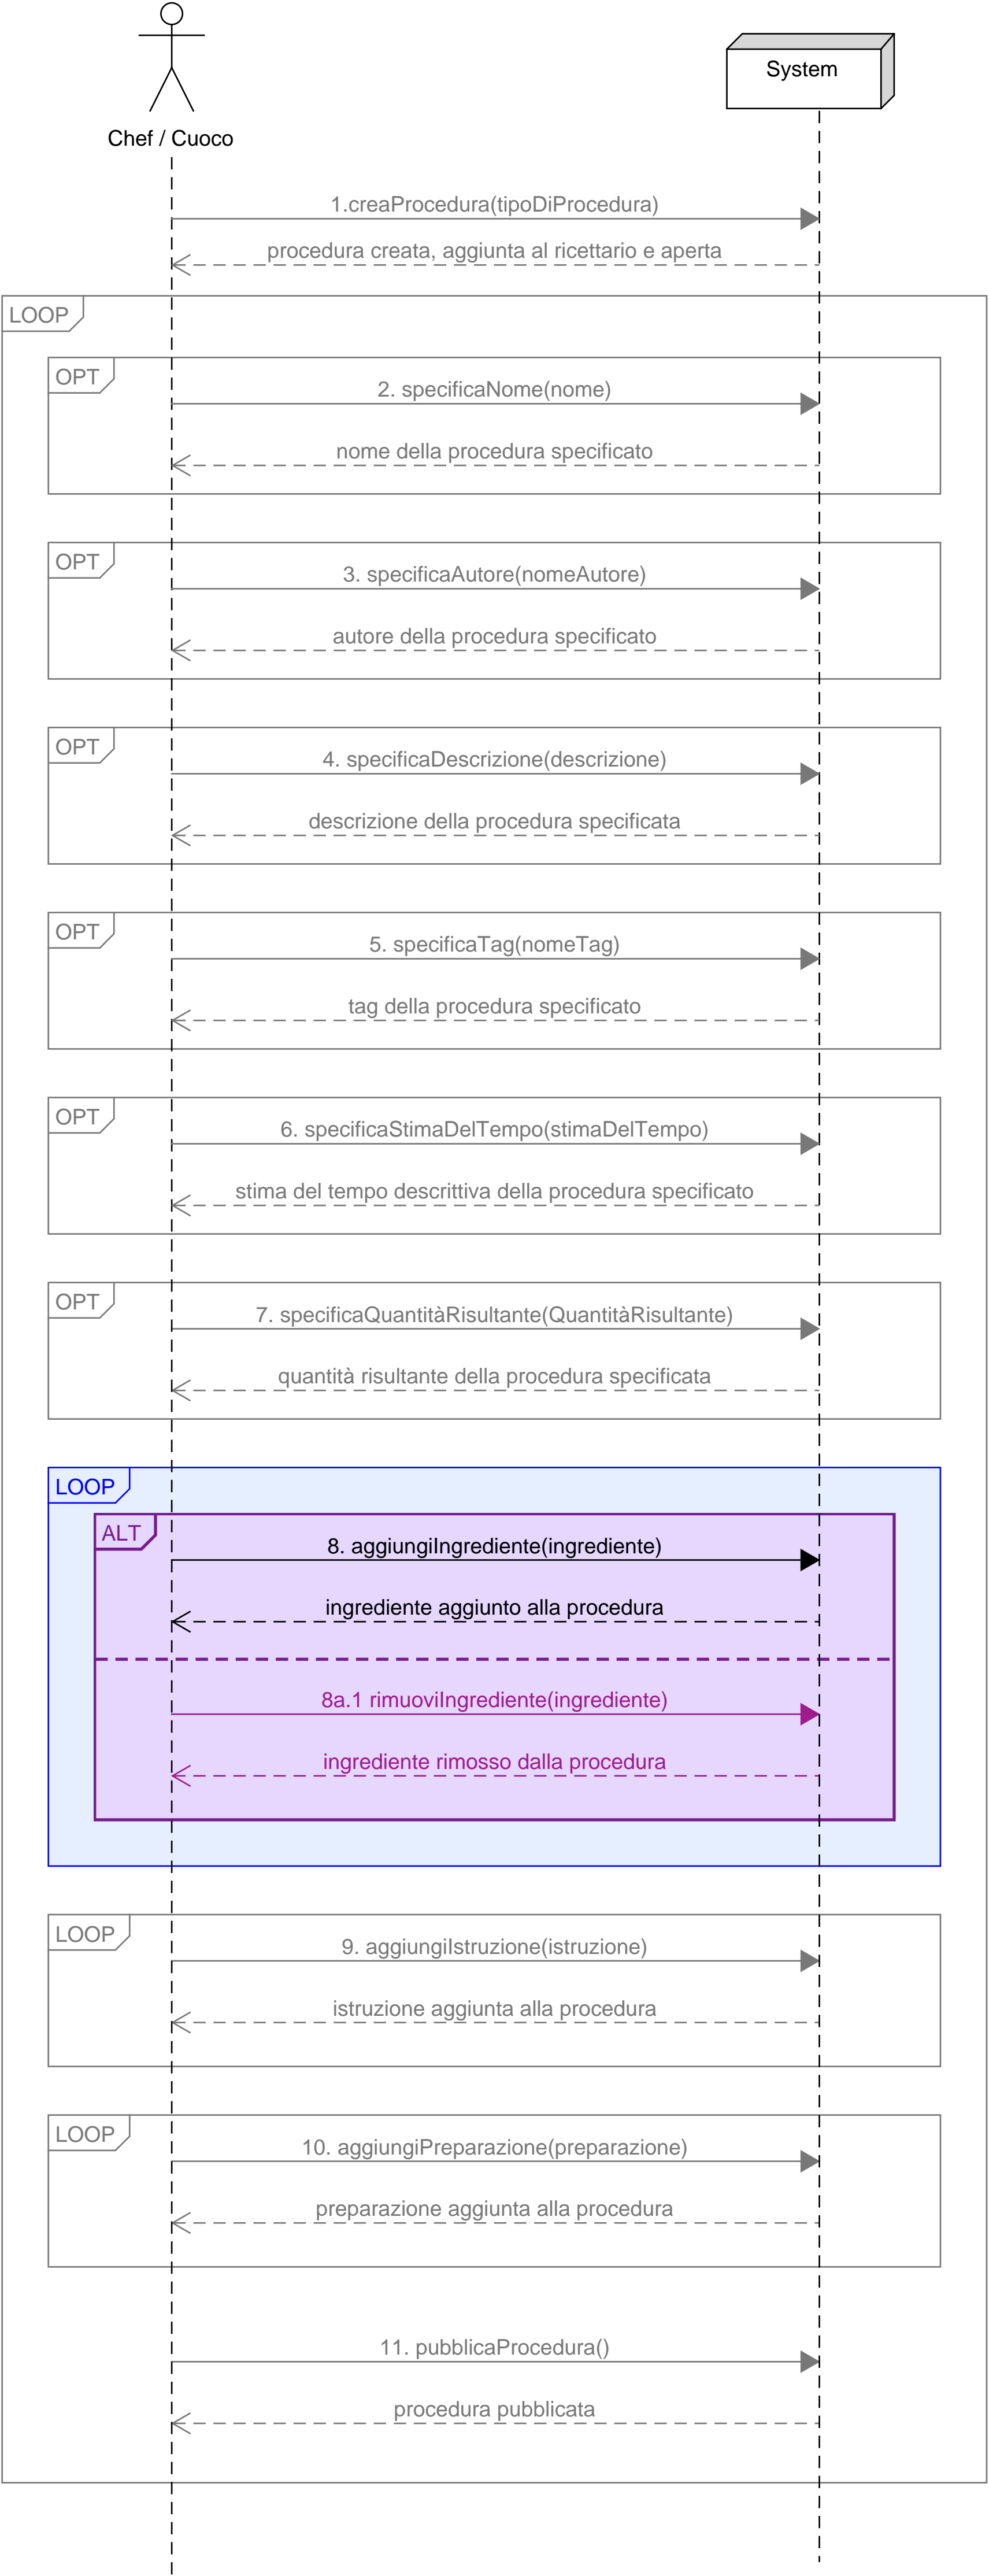 System
Chef / Cuoco
1.creaProcedura(tipoDiProcedura)
procedura creata, aggiunta al ricettario e aperta
LOOP
OPT
2. specificaNome(nome)
nome della procedura specificato
OPT
3. specificaAutore(nomeAutore)
autore della procedura specificato
OPT
4. specificaDescrizione(descrizione)
descrizione della procedura specificata
OPT
5. specificaTag(nomeTag)
tag della procedura specificato
OPT
6. specificaStimaDelTempo(stimaDelTempo)
stima del tempo descrittiva della procedura specificato
OPT
7. specificaQuantitàRisultante(QuantitàRisultante)
quantità risultante della procedura specificata
LOOP
ALT
8. aggiungiIngrediente(ingrediente)
ingrediente aggiunto alla procedura
8a.1 rimuoviIngrediente(ingrediente)
ingrediente rimosso dalla procedura
LOOP
9. aggiungiIstruzione(istruzione)
istruzione aggiunta alla procedura
LOOP
10. aggiungiPreparazione(preparazione)
preparazione aggiunta alla procedura
11. pubblicaProcedura()
procedura pubblicata